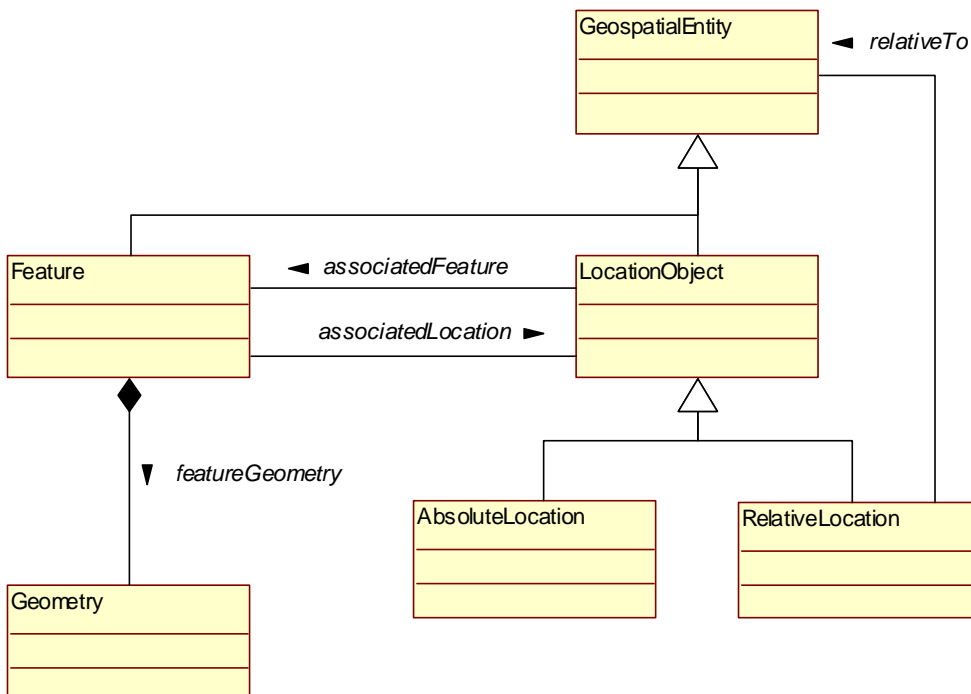 GeospatialEntity
relativeTo
Feature
associatedFeature
LocationObject
associatedLocation
featureGeometry
AbsoluteLocation
RelativeLocation
Geometry